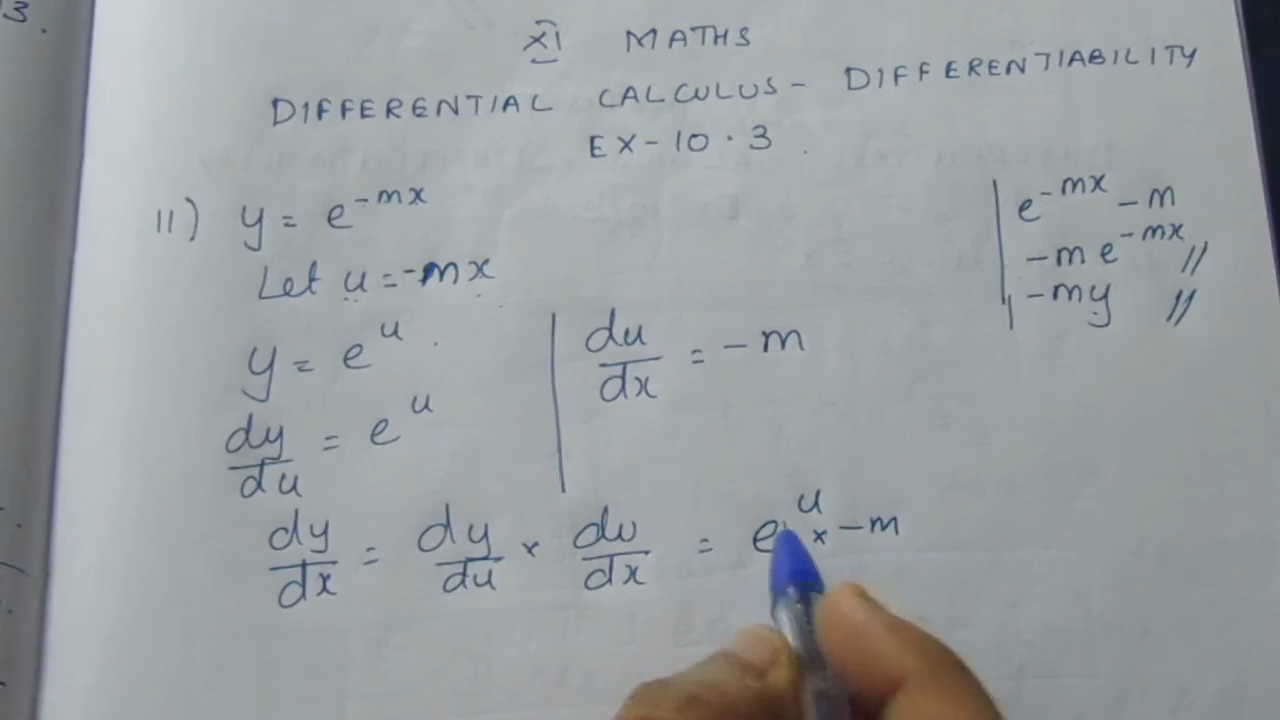 3.
XI MATHS
DIFFERENTIAL CALCULUS - DIFFERENTIABILITY
EX-10.3.
11) y = e^{-mx}
Let u = -mx
y = e^u.
dy/du = e^u
du/dx = -m
dy/dx = dy/du × du/dx = e^u × -m
e^{-mx} -m
-m e^{-mx} //
-my //